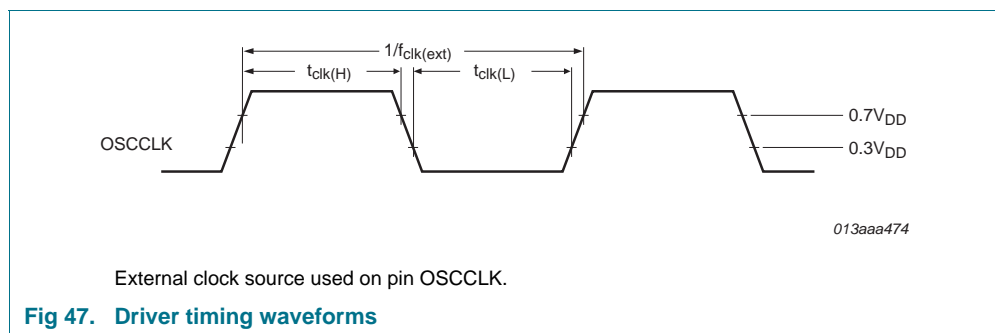 1/fclk(ext)
tclk(H)
tclk(L)
0.7VDD
OSCCLK
0.3VDD
013aaa474
External clock source used on pin OSCCLK.
Fig 47. Driver timing waveforms